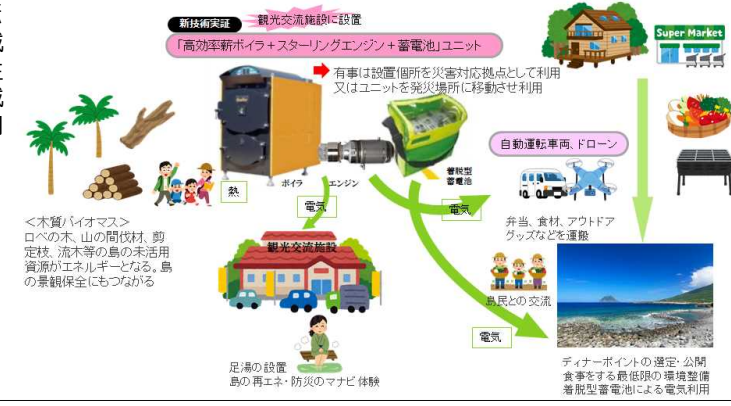 新技術実証
観光交流施設に設置
「高効率薪ボイラ+スターリングエンジン+蓄電池」ユニット
有事は設置個所を災害対応拠点として利用
又はユニットを発災場所に移動させ利用
Super Market
自動運転車両、ドローン
熱
ボイラ
エンジン
着脱型
蓄電池
電気
電気
弁当、食材、アウトドア
グッズなどを運搬
<木質バイオマス>
ロベの木、山の間伐材、剪
定枝、流木等の島の未活用
資源がエネルギーとなる。島
の景観保全にもつながる
観光交流施設
島民との交流
電気
足湯の設置
島の再エネ・防災のマナビ体験
ディナーポイントの選定・公開
食事をする最低限の環境整備
着脱型蓄電池による電気利用